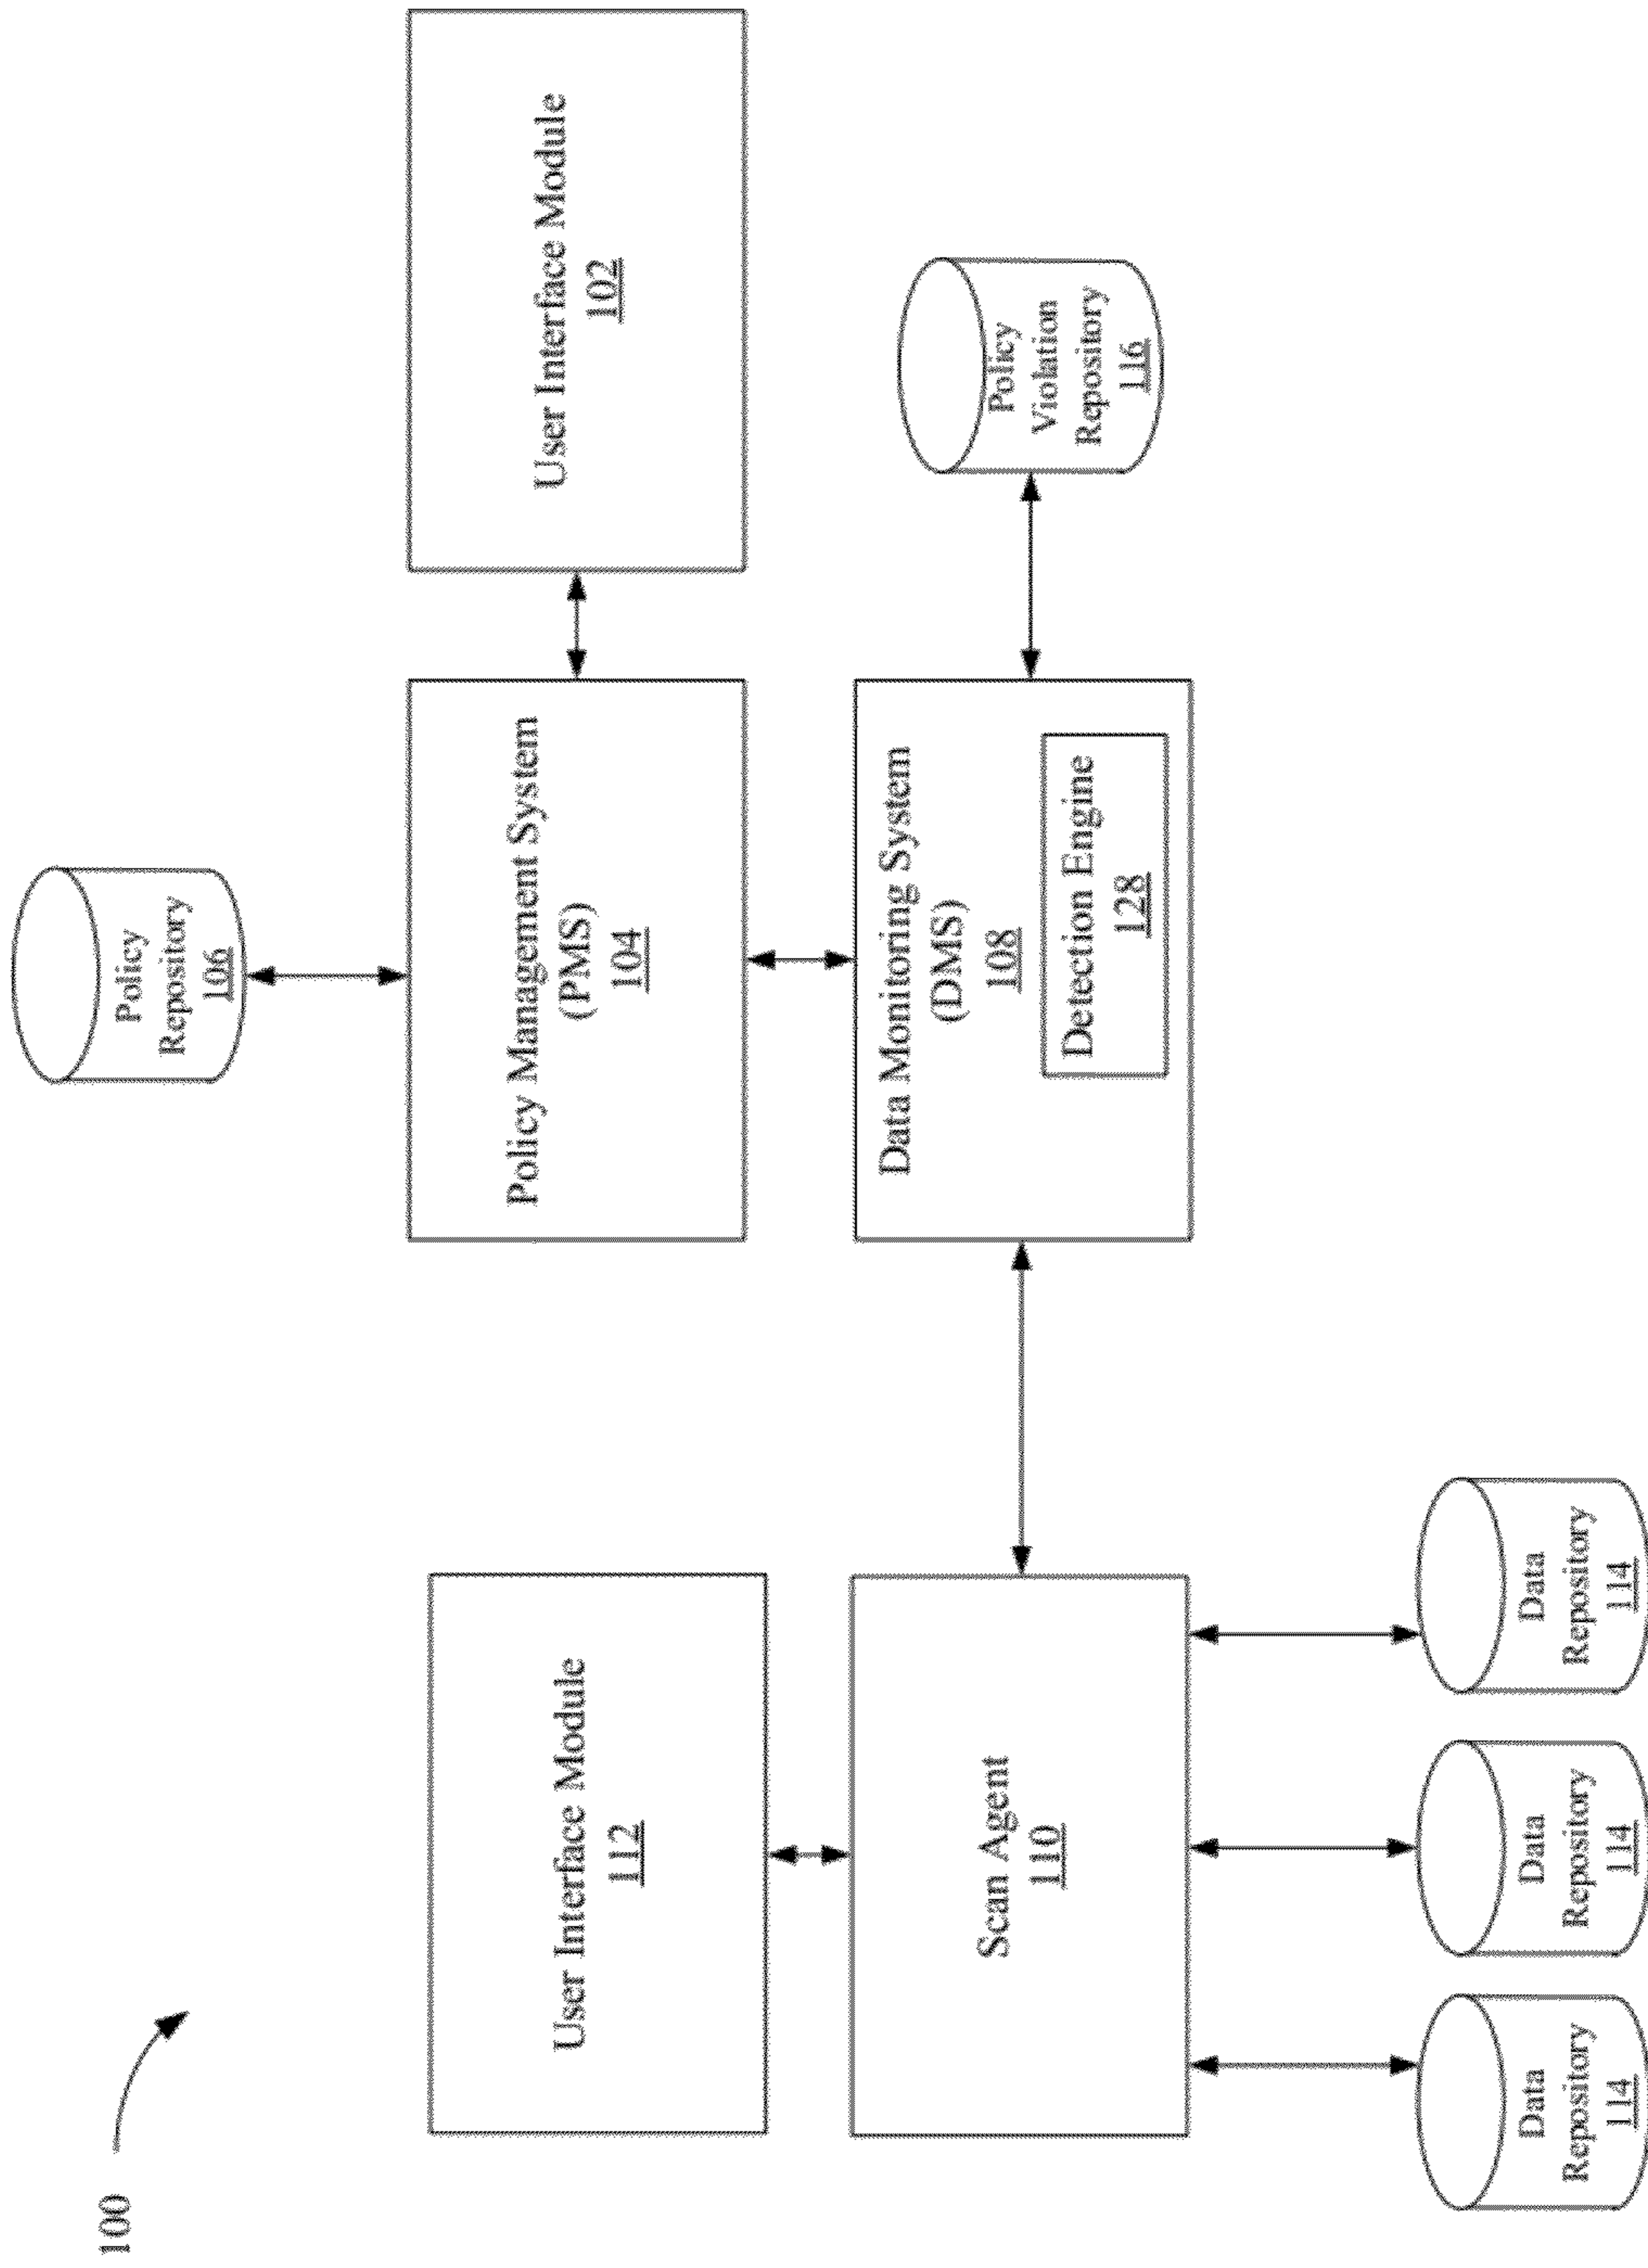 100
Policy
Repository
106
User Interface Module
112
Policy Management System
(PMS)
104
User Interface Module
102
Scan Agent
110
Data Monitoring System
(DMS)
108
Detection Engine
128
Policy
Violation
Repository
116
Data
Repository
114
Data
Repository
114
Data
Repository
114